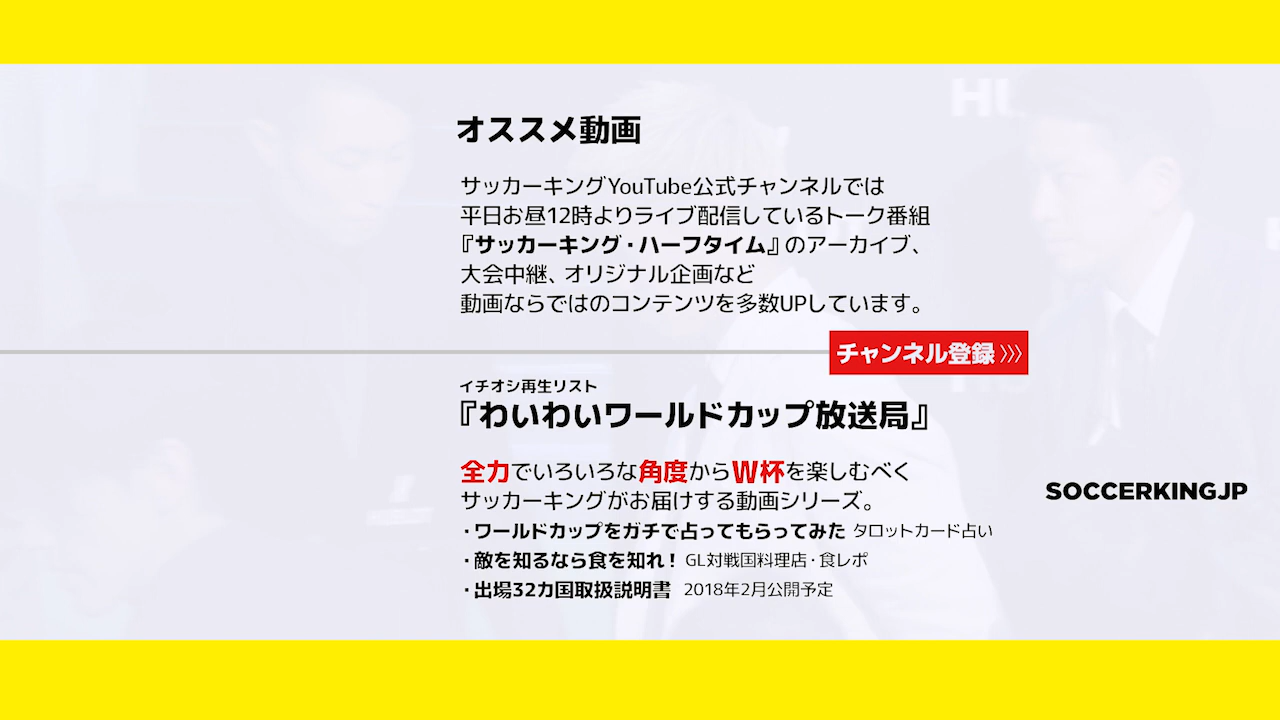 オススメ動画
サッカーキングYouTube公式チャンネルでは
平日お昼12時よりライブ配信しているトーク番組
『サッカーキング・ハーフタイム』のアーカイブ、
大会中継、オリジナル企画など
動画ならではのコンテンツを多数UPしています。
チャンネル登録 》〉
イチオシ再生リスト
『わいわいワールドカップ放送局』
全力でいろいろな角度からW杯を楽しむべく
サッカーキングがお届けする動画シリーズ。
・ワールドカップをガチで占ってもらってみた タロットカード占い
・敵を知るなら食を知れ! GL対戦国料理店・食レポ
・出場32カ国取扱説明書 2018年2月公開予定
SOCCERKINGJP